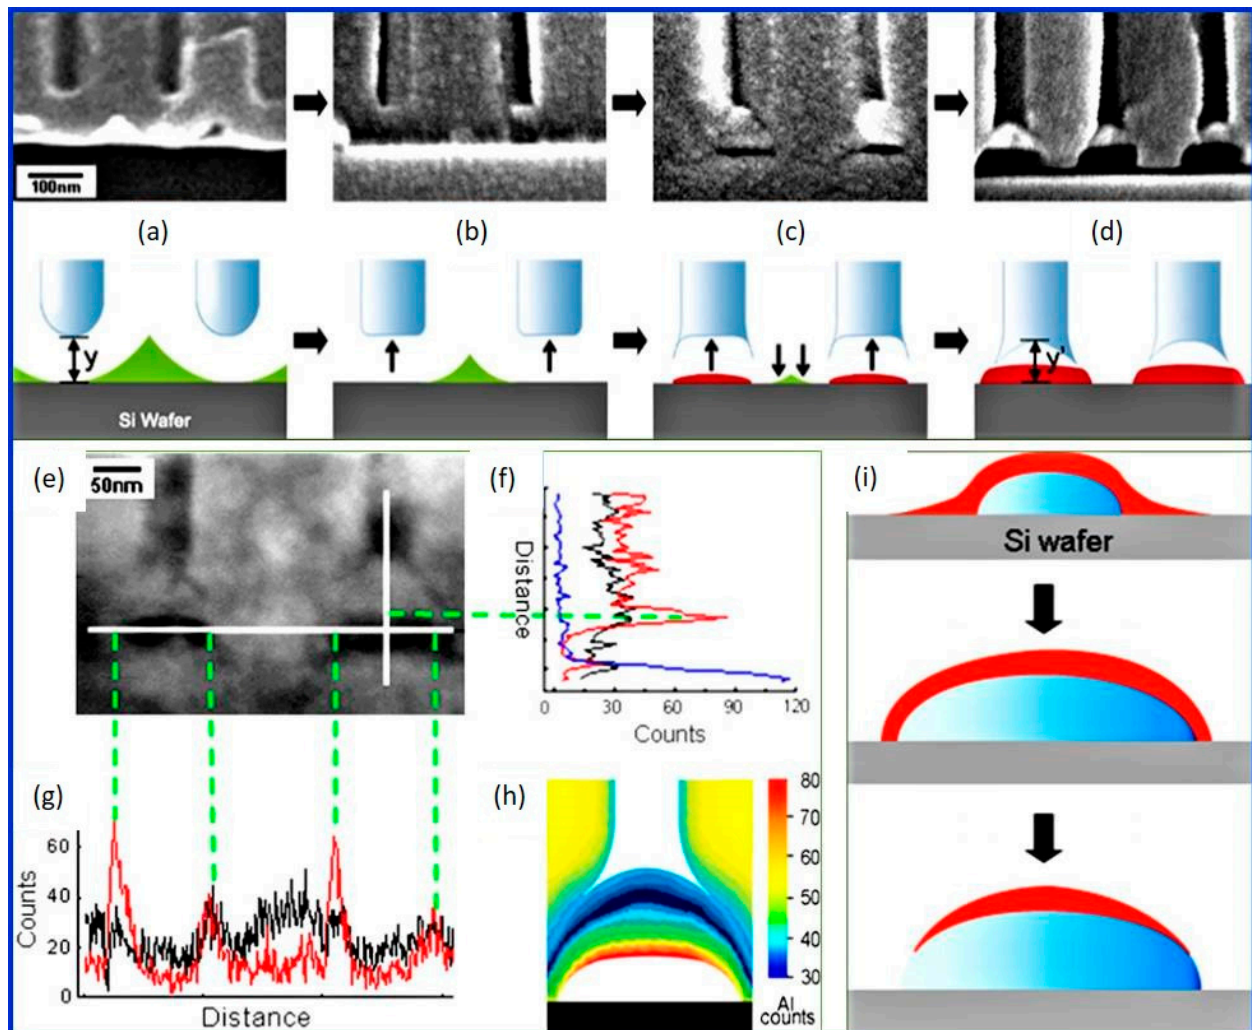 100nm
(a)
(b)
(c)
(d)
y
y'
Si Wafer
(e)
50nm
(f)
Distance
0 30 60 90 120
Counts
(i)
Si wafer
(g)
60
40
20
0
Counts
Distance
(h)
80
70
60
50
40
30
Al
counts